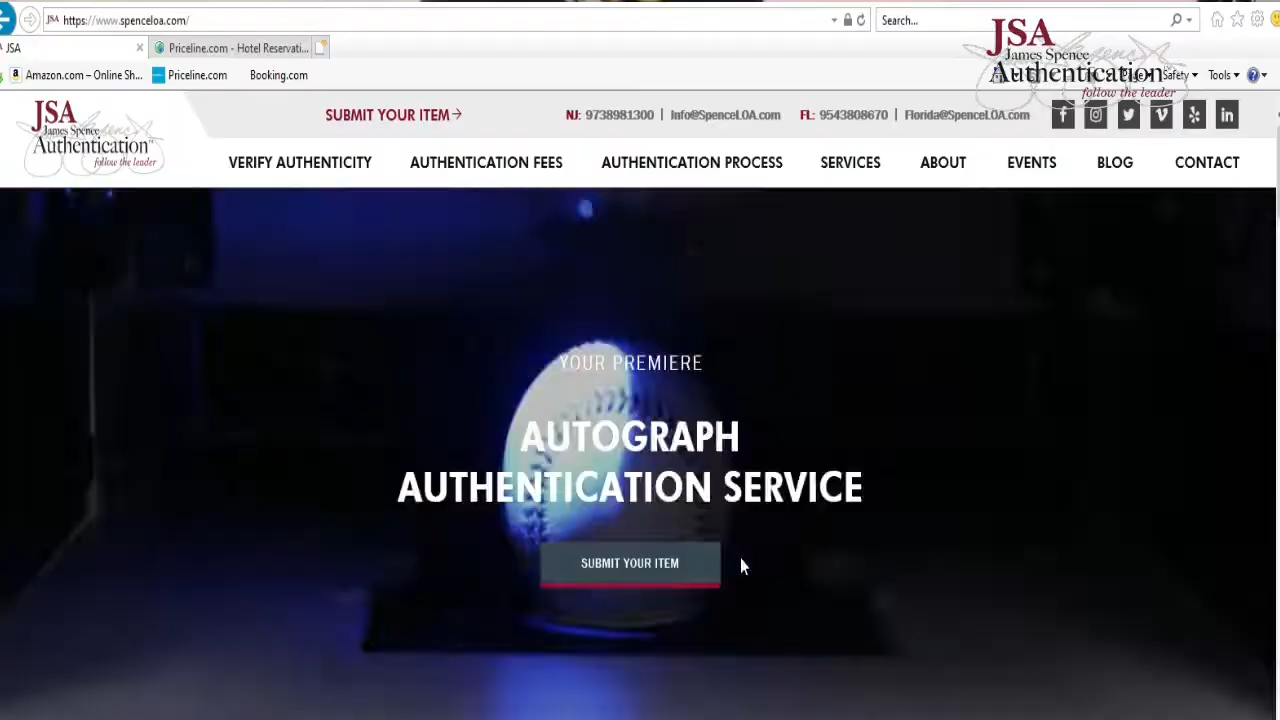 https://www.spenceloa.com/
Search...
JSA
Priceline.com - Hotel Reservati...
JSA
James Spence
Authentication
follow the leader
Amazon.com – Online Sh...
Priceline.com
Booking.com
Safety
Tools
JSA
James Spence
Authentication
follow the leader
SUBMIT YOUR ITEM
NJ: 9738981300 | Info@SpenceLOA.com
FL: 9543808670 | Florida@SpenceLOA.com
VERIFY AUTHENTICITY
AUTHENTICATION FEES
AUTHENTICATION PROCESS
SERVICES
ABOUT
EVENTS
BLOG
CONTACT
YOUR PREMIERE
AUTOGRAPH
AUTHENTICATION SERVICE
SUBMIT YOUR ITEM